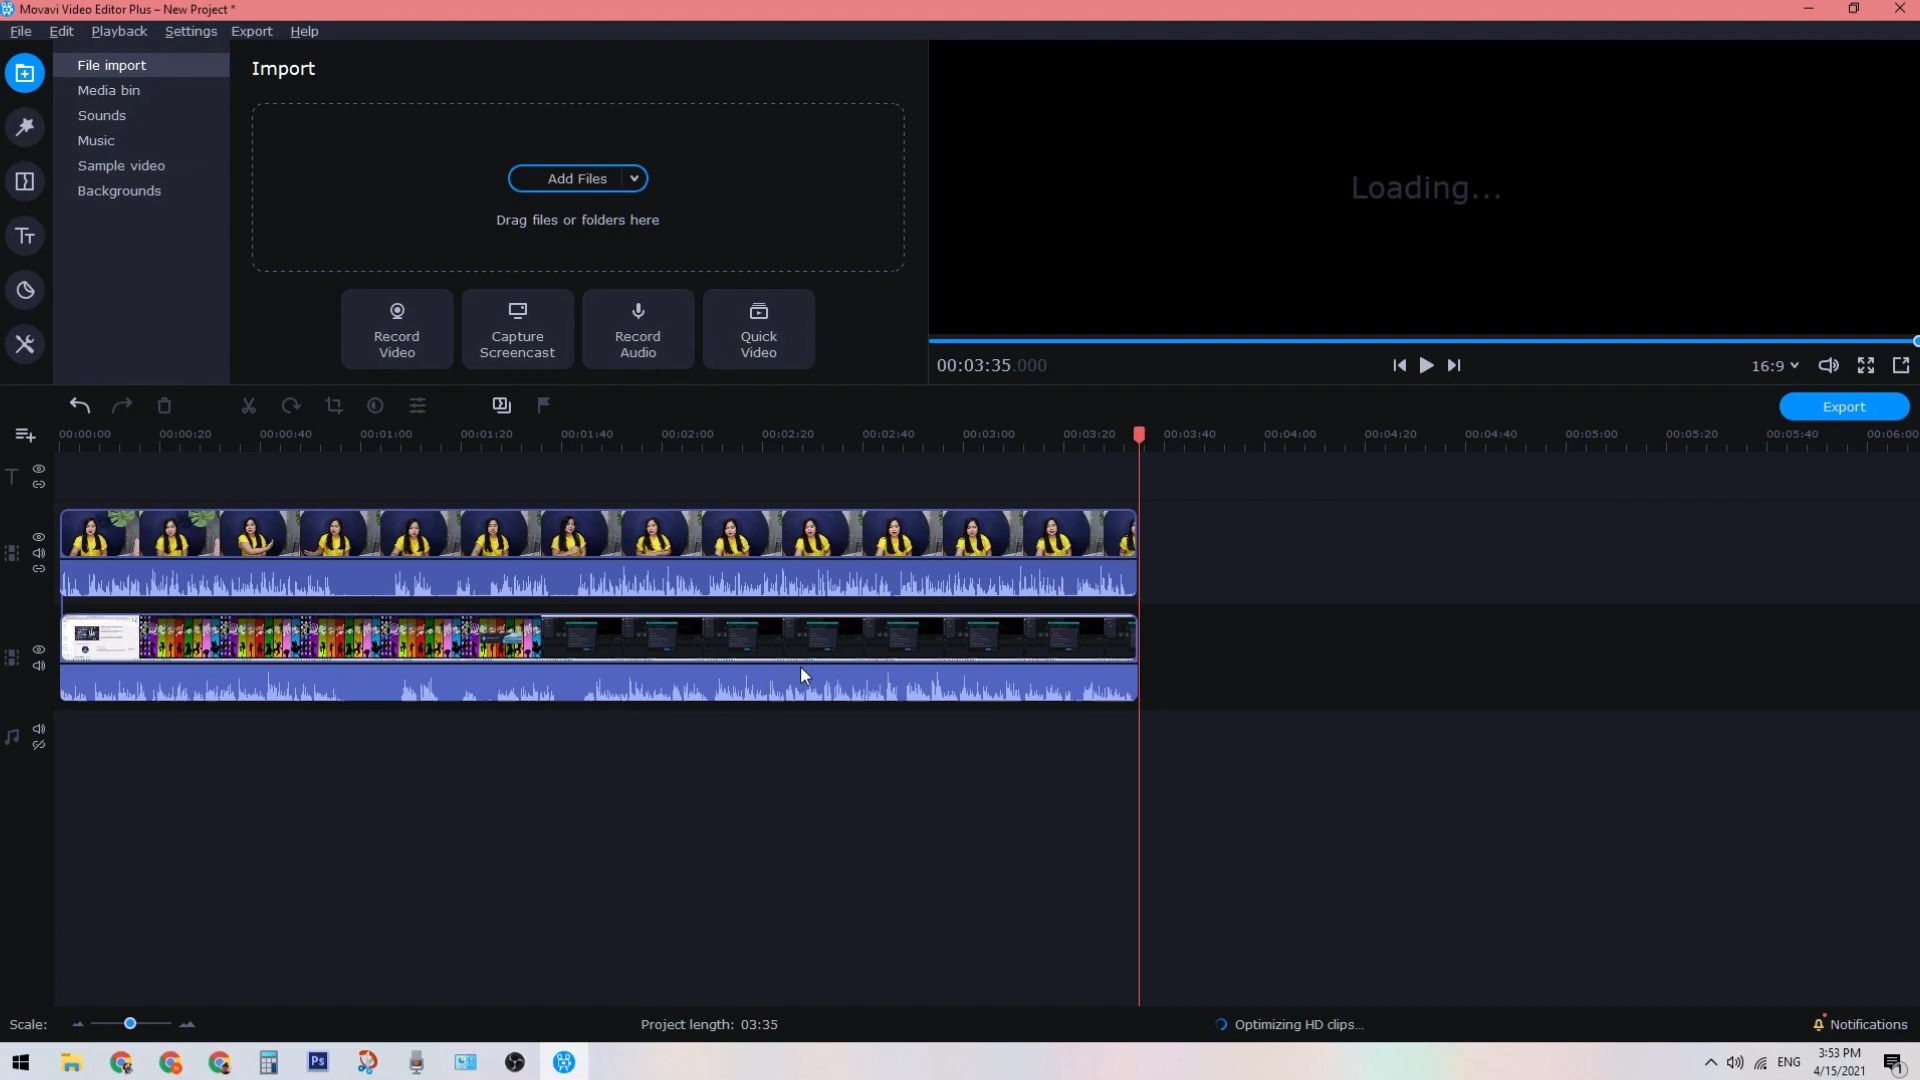 Movavi Video Editor Plus – New Project *
File Edit Playback Settings Export Help
File import
Media bin
Sounds
Music
Sample video
Backgrounds
Import
Add Files
Drag files or folders here
Record Video
Capture Screencast
Record Audio
Quick Video
Loading...
00:03:35.000
16:9
Export
00:00:00 00:00:20 00:00:40 00:01:00 00:01:20 00:01:40 00:02:00 00:02:20 00:02:40 00:03:00 00:03:20 00:03:40 00:04:00 00:04:20 00:04:40 00:05:00 00:05:20 00:05:40 00:06:00
Scale:
Project length: 03:35
Optimizing HD clips...
Notifications
Ps
ENG
3:53 PM
4/15/2021
1